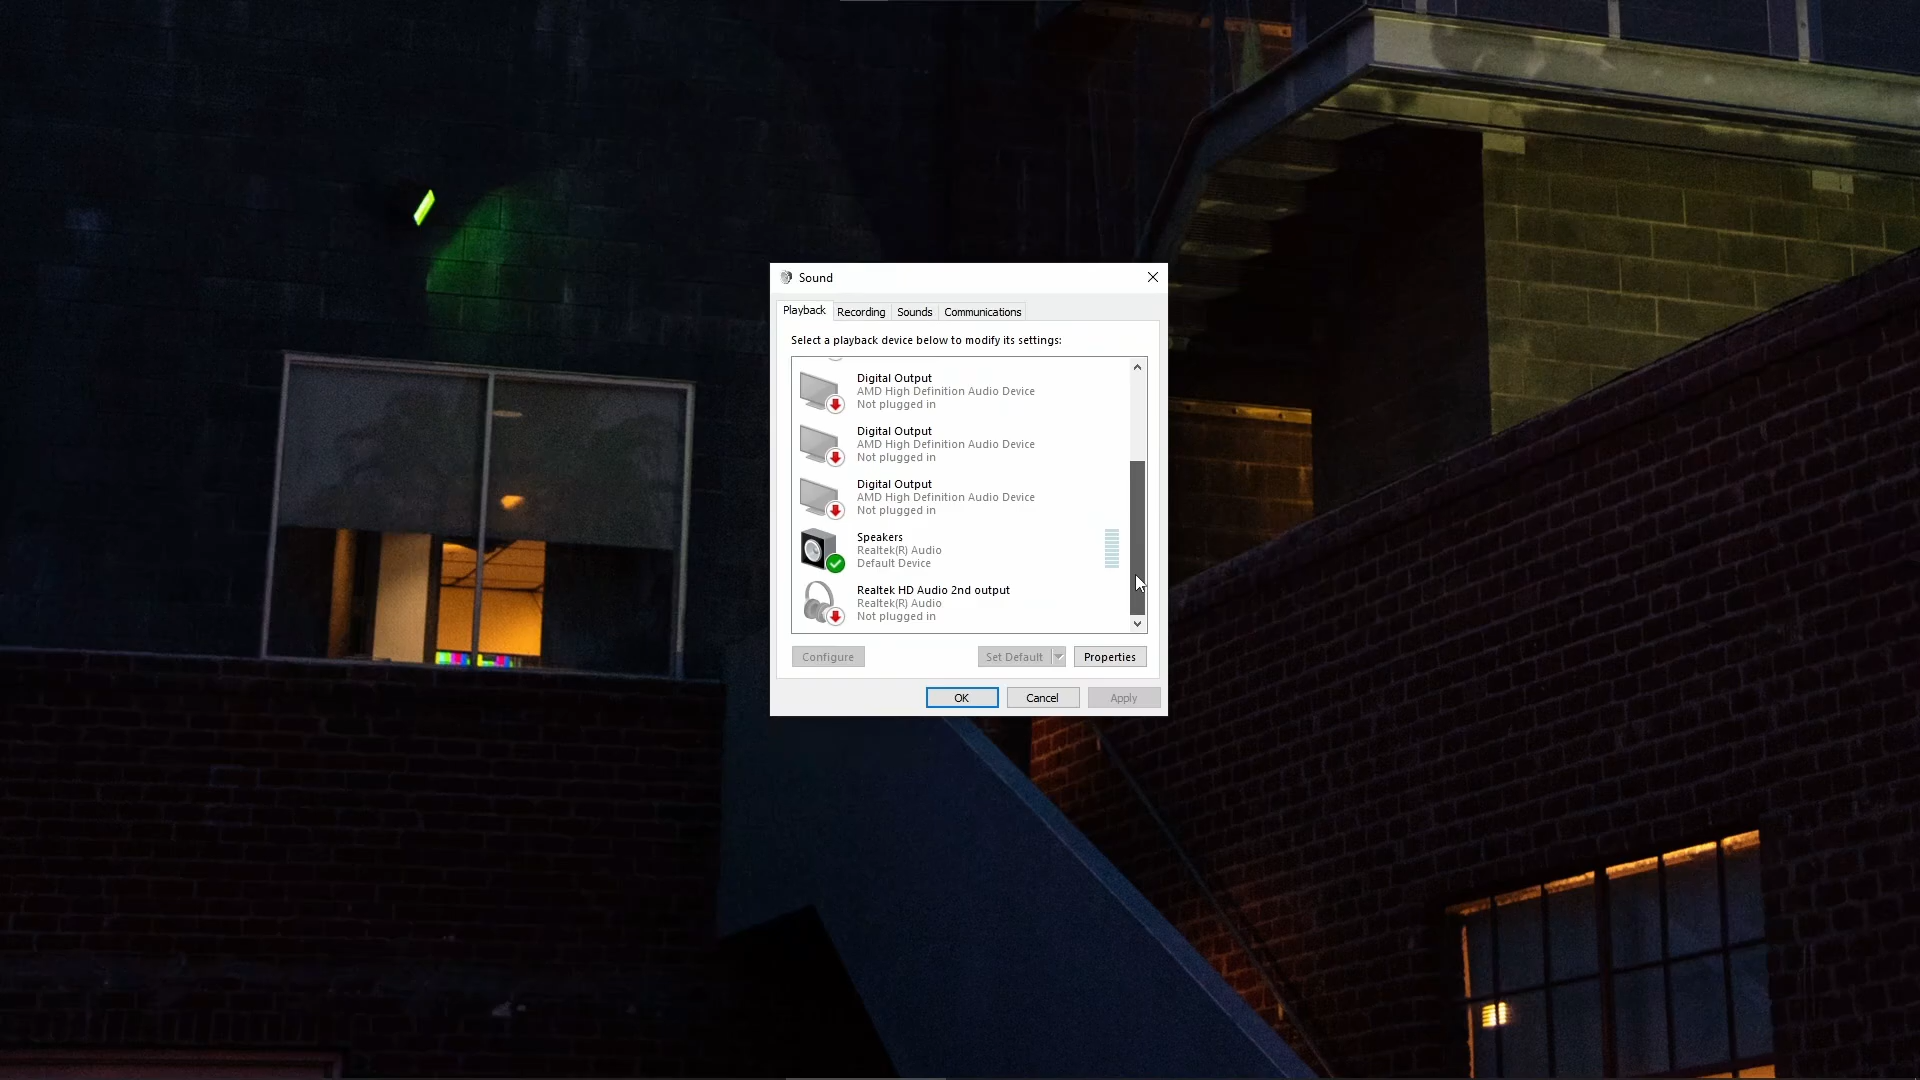 Sound
Playback
Recording
Sounds
Communications
Select a playback device below to modify its settings:
Digital Output
AMD High Definition Audio Device
Not plugged in
Digital Output
AMD High Definition Audio Device
Not plugged in
Digital Output
AMD High Definition Audio Device
Not plugged in
Speakers
Realtek(R) Audio
Default Device
Realtek HD Audio 2nd output
Realtek(R) Audio
Not plugged in
Configure
Set Default
Properties
OK
Cancel
Apply